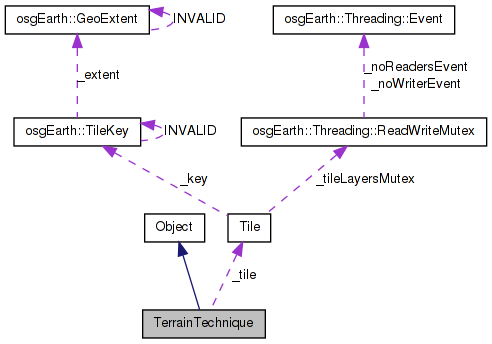 osgEarth::GeoExtent
INVALID
osgEarth::Threading::Event
_extent
_noReadersEvent
_noWriterEvent
osgEarth::TileKey
INVALID
osgEarth::Threading::ReadWriteMutex
_key
_tileLayersMutex
Object
Tile
_tile
TerrainTechnique